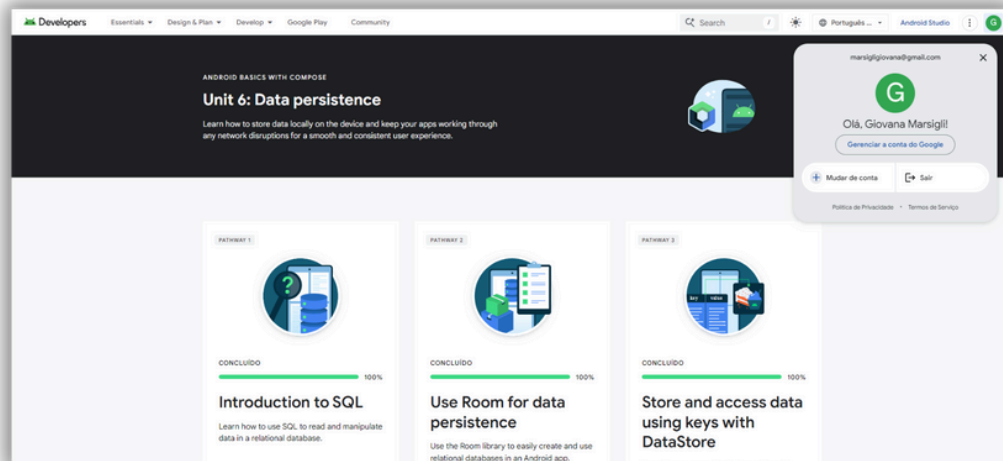 Developers Essentials Design & Plan Develop Google Play Community Search / Português ... Android Studio G
marsigligiovana@gmail.com
G
Olá, Giovana Marsigli!
Gerenciar a conta do Google
Mudar de conta Sair
Política de Privacidade • Termos de Serviço
ANDROID BASICS WITH COMPOSE
Unit 6: Data persistence
Learn how to store data locally on the device and keep your apps working through
any network disruptions for a smooth and consistent user experience.
PATHWAY 1
?
CONCLUÍDO
100%
Introduction to SQL
Learn how to use SQL to read and manipulate
data in a relational database.
PATHWAY 2
CONCLUÍDO
100%
Use Room for data
persistence
Use the Room library to easily create and use
relational databases in an Android app.
PATHWAY 3
key value
CONCLUÍDO
100%
Store and access data
using keys with
DataStore